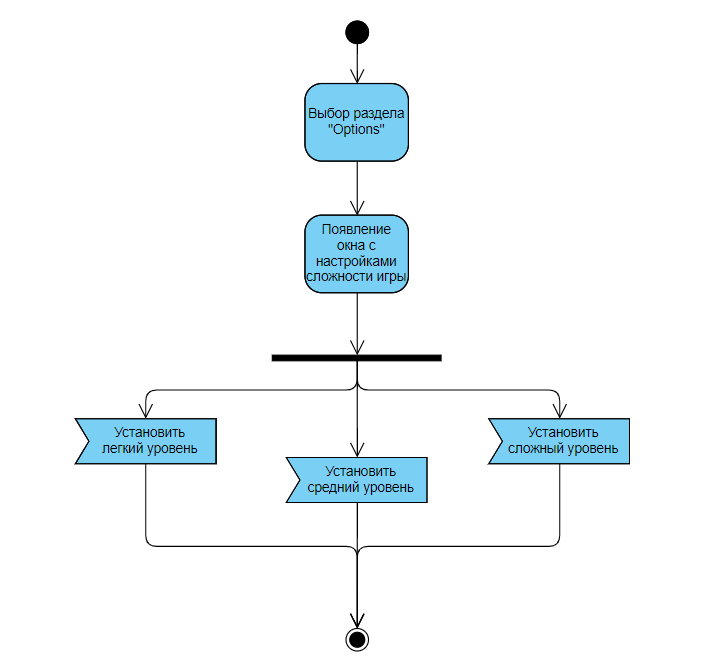 Выбор раздела
"Options"
Появление
окна с
настройками
сложности игры
Установить
легкий уровень
Установить
средний уровень
Установить
сложный уровень